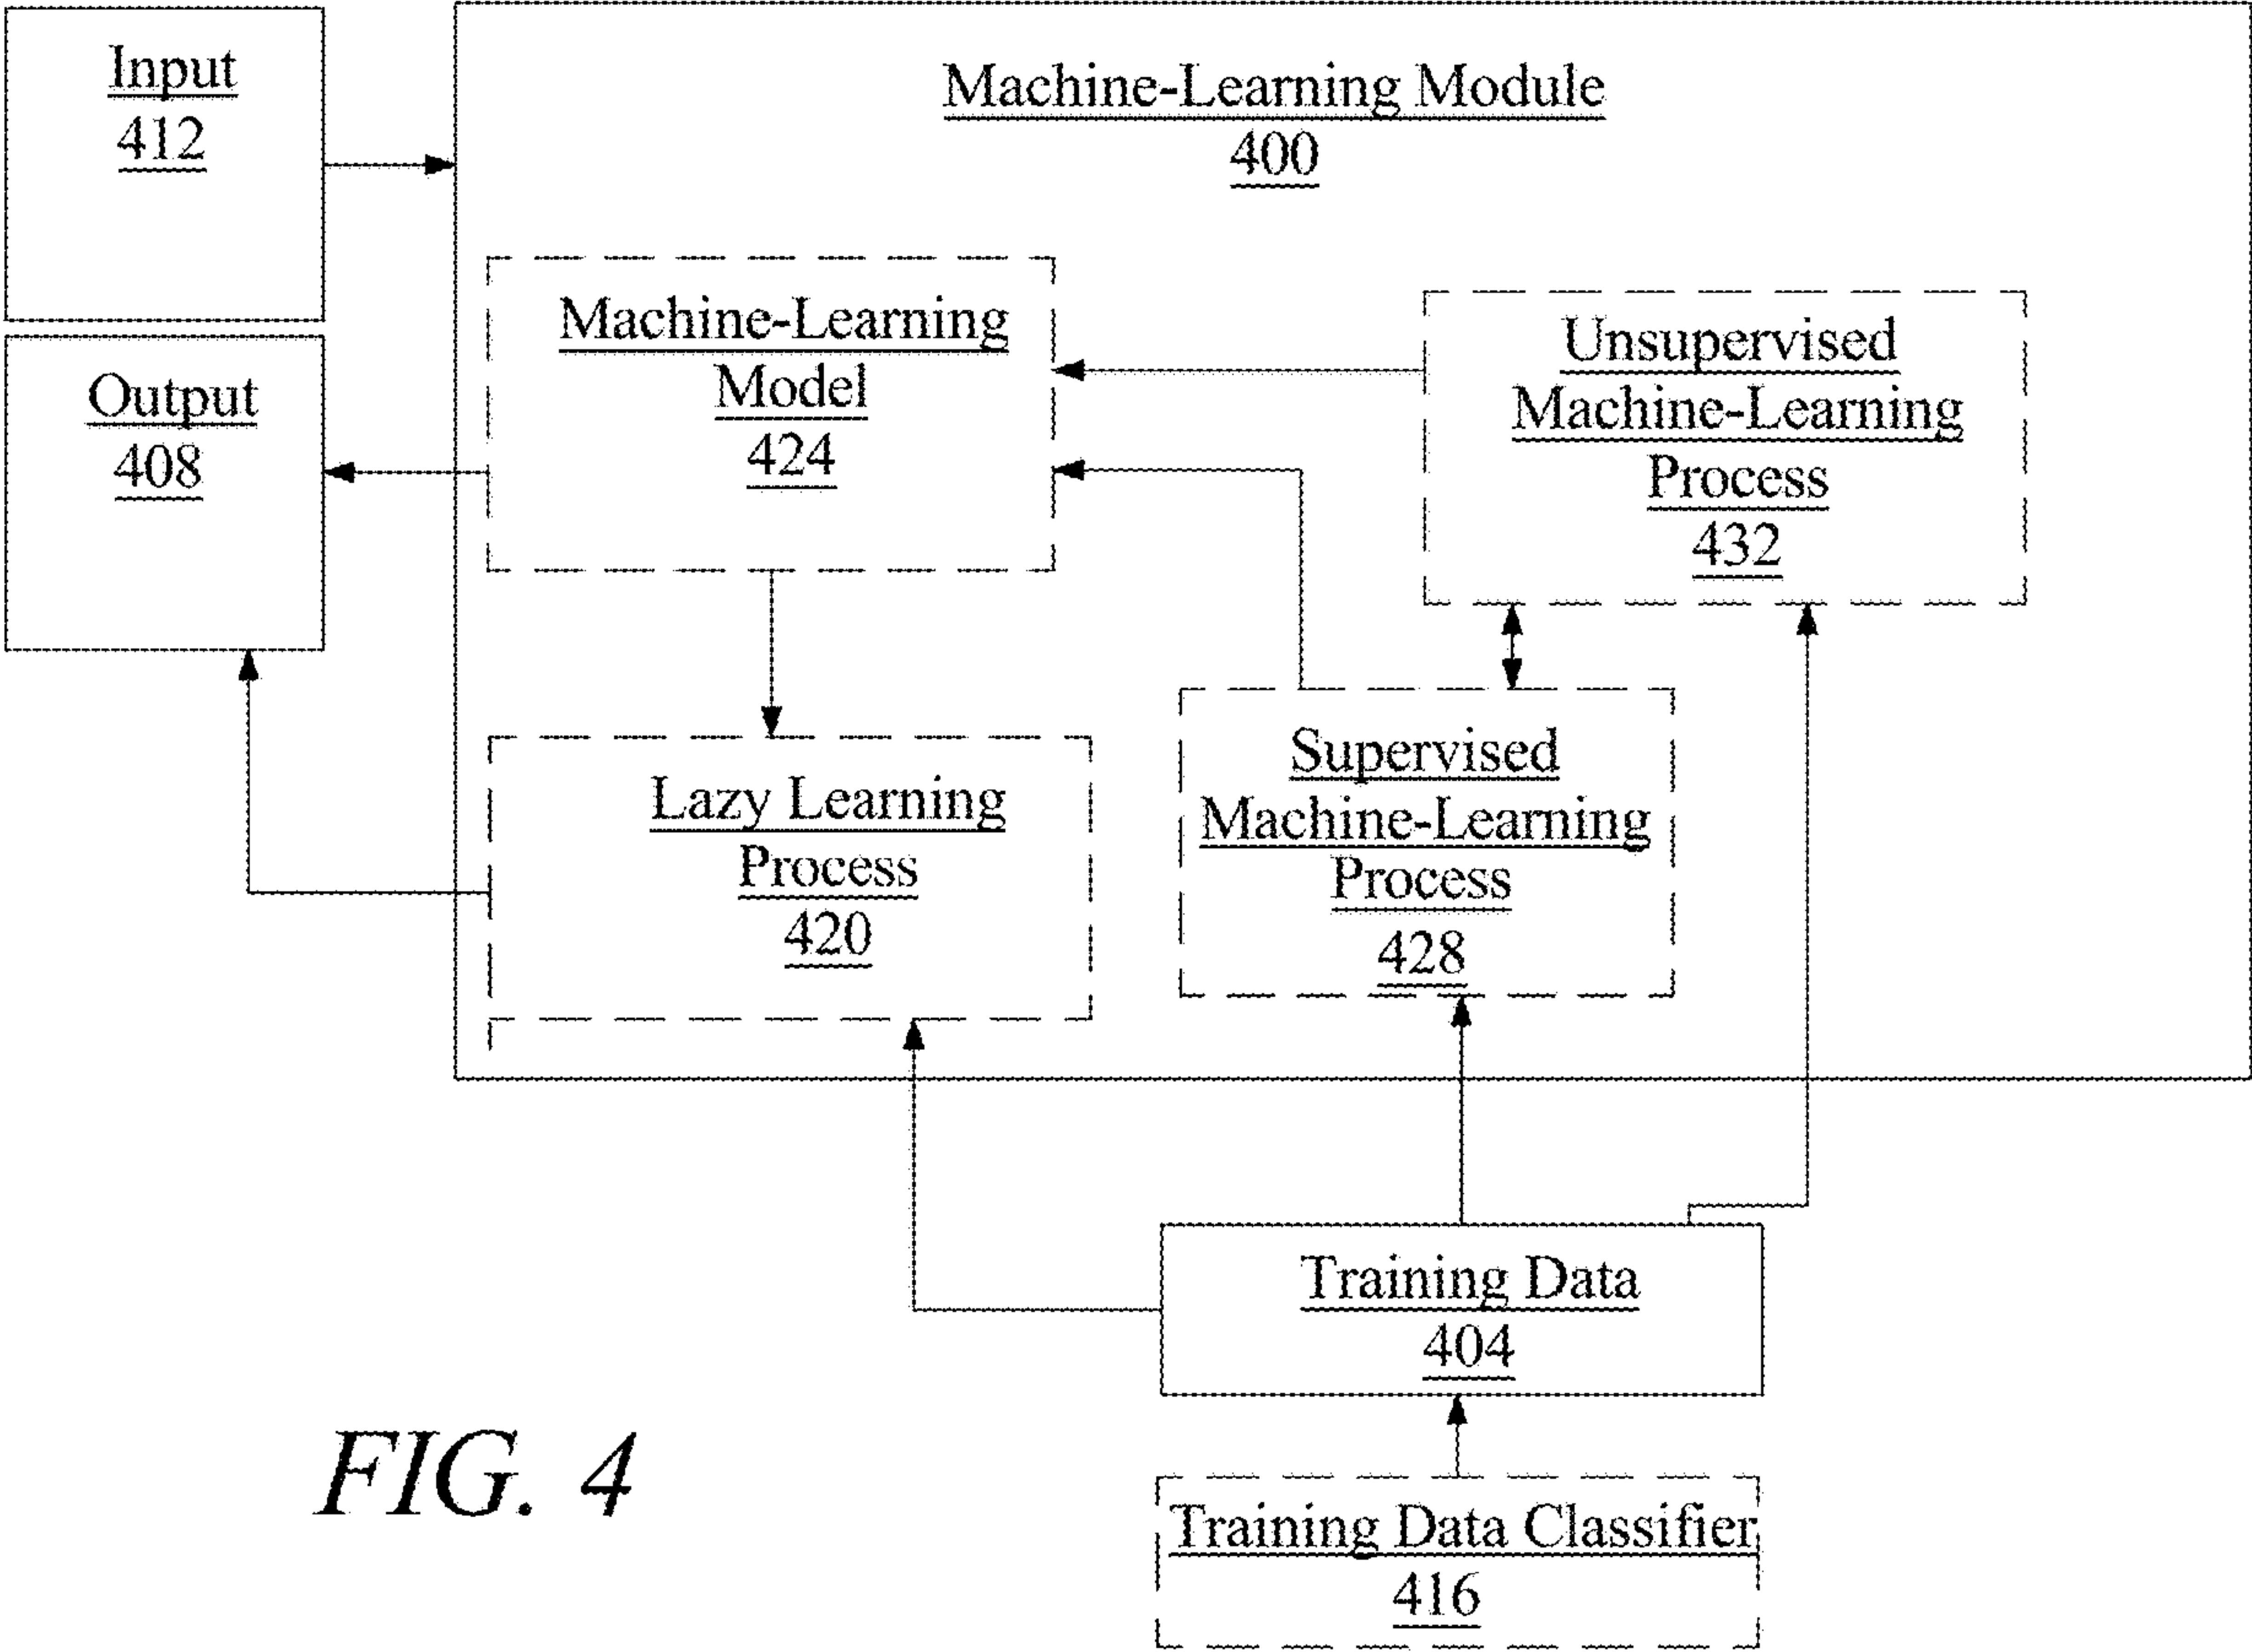 Input
412
Machine-Learning Module
400
Output
408
Machine-Learning
Model
424
Unsupervised
Machine-Learning
Process
432
Lazy Learning
Process
420
Supervised
Machine-Learning
Process
428
Training Data
404
Training Data Classifier
416
FIG. 4